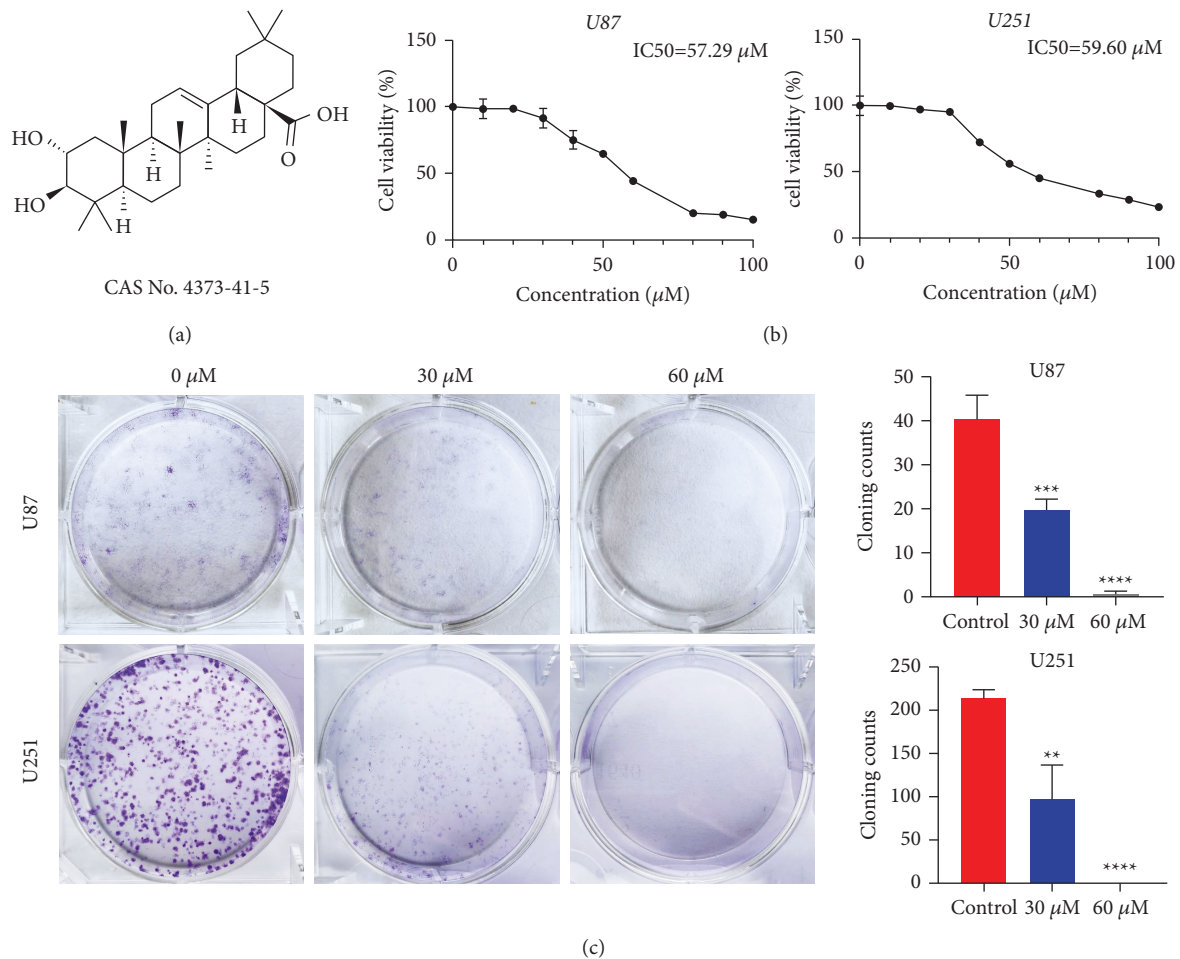 HO
HO
H
H
H
OH
O
CAS No. 4373-41-5
(a)
U87
IC50=57.29 μM
150
100
50
0
Cell viability (%)
0
50
100
Concentration (μM)
U251
IC50=59.60 μM
150
100
50
0
cell viability (%)
0
50
100
Concentration (μM)
(b)
0 μM
30 μM
60 μM
U87
U251
U87
50
40
30
20
10
0
Cloning counts
***
****
Control 30 μM 60 μM
U251
250
200
150
100
50
0
Cloning counts
**
****
Control 30 μM 60 μM
(c)